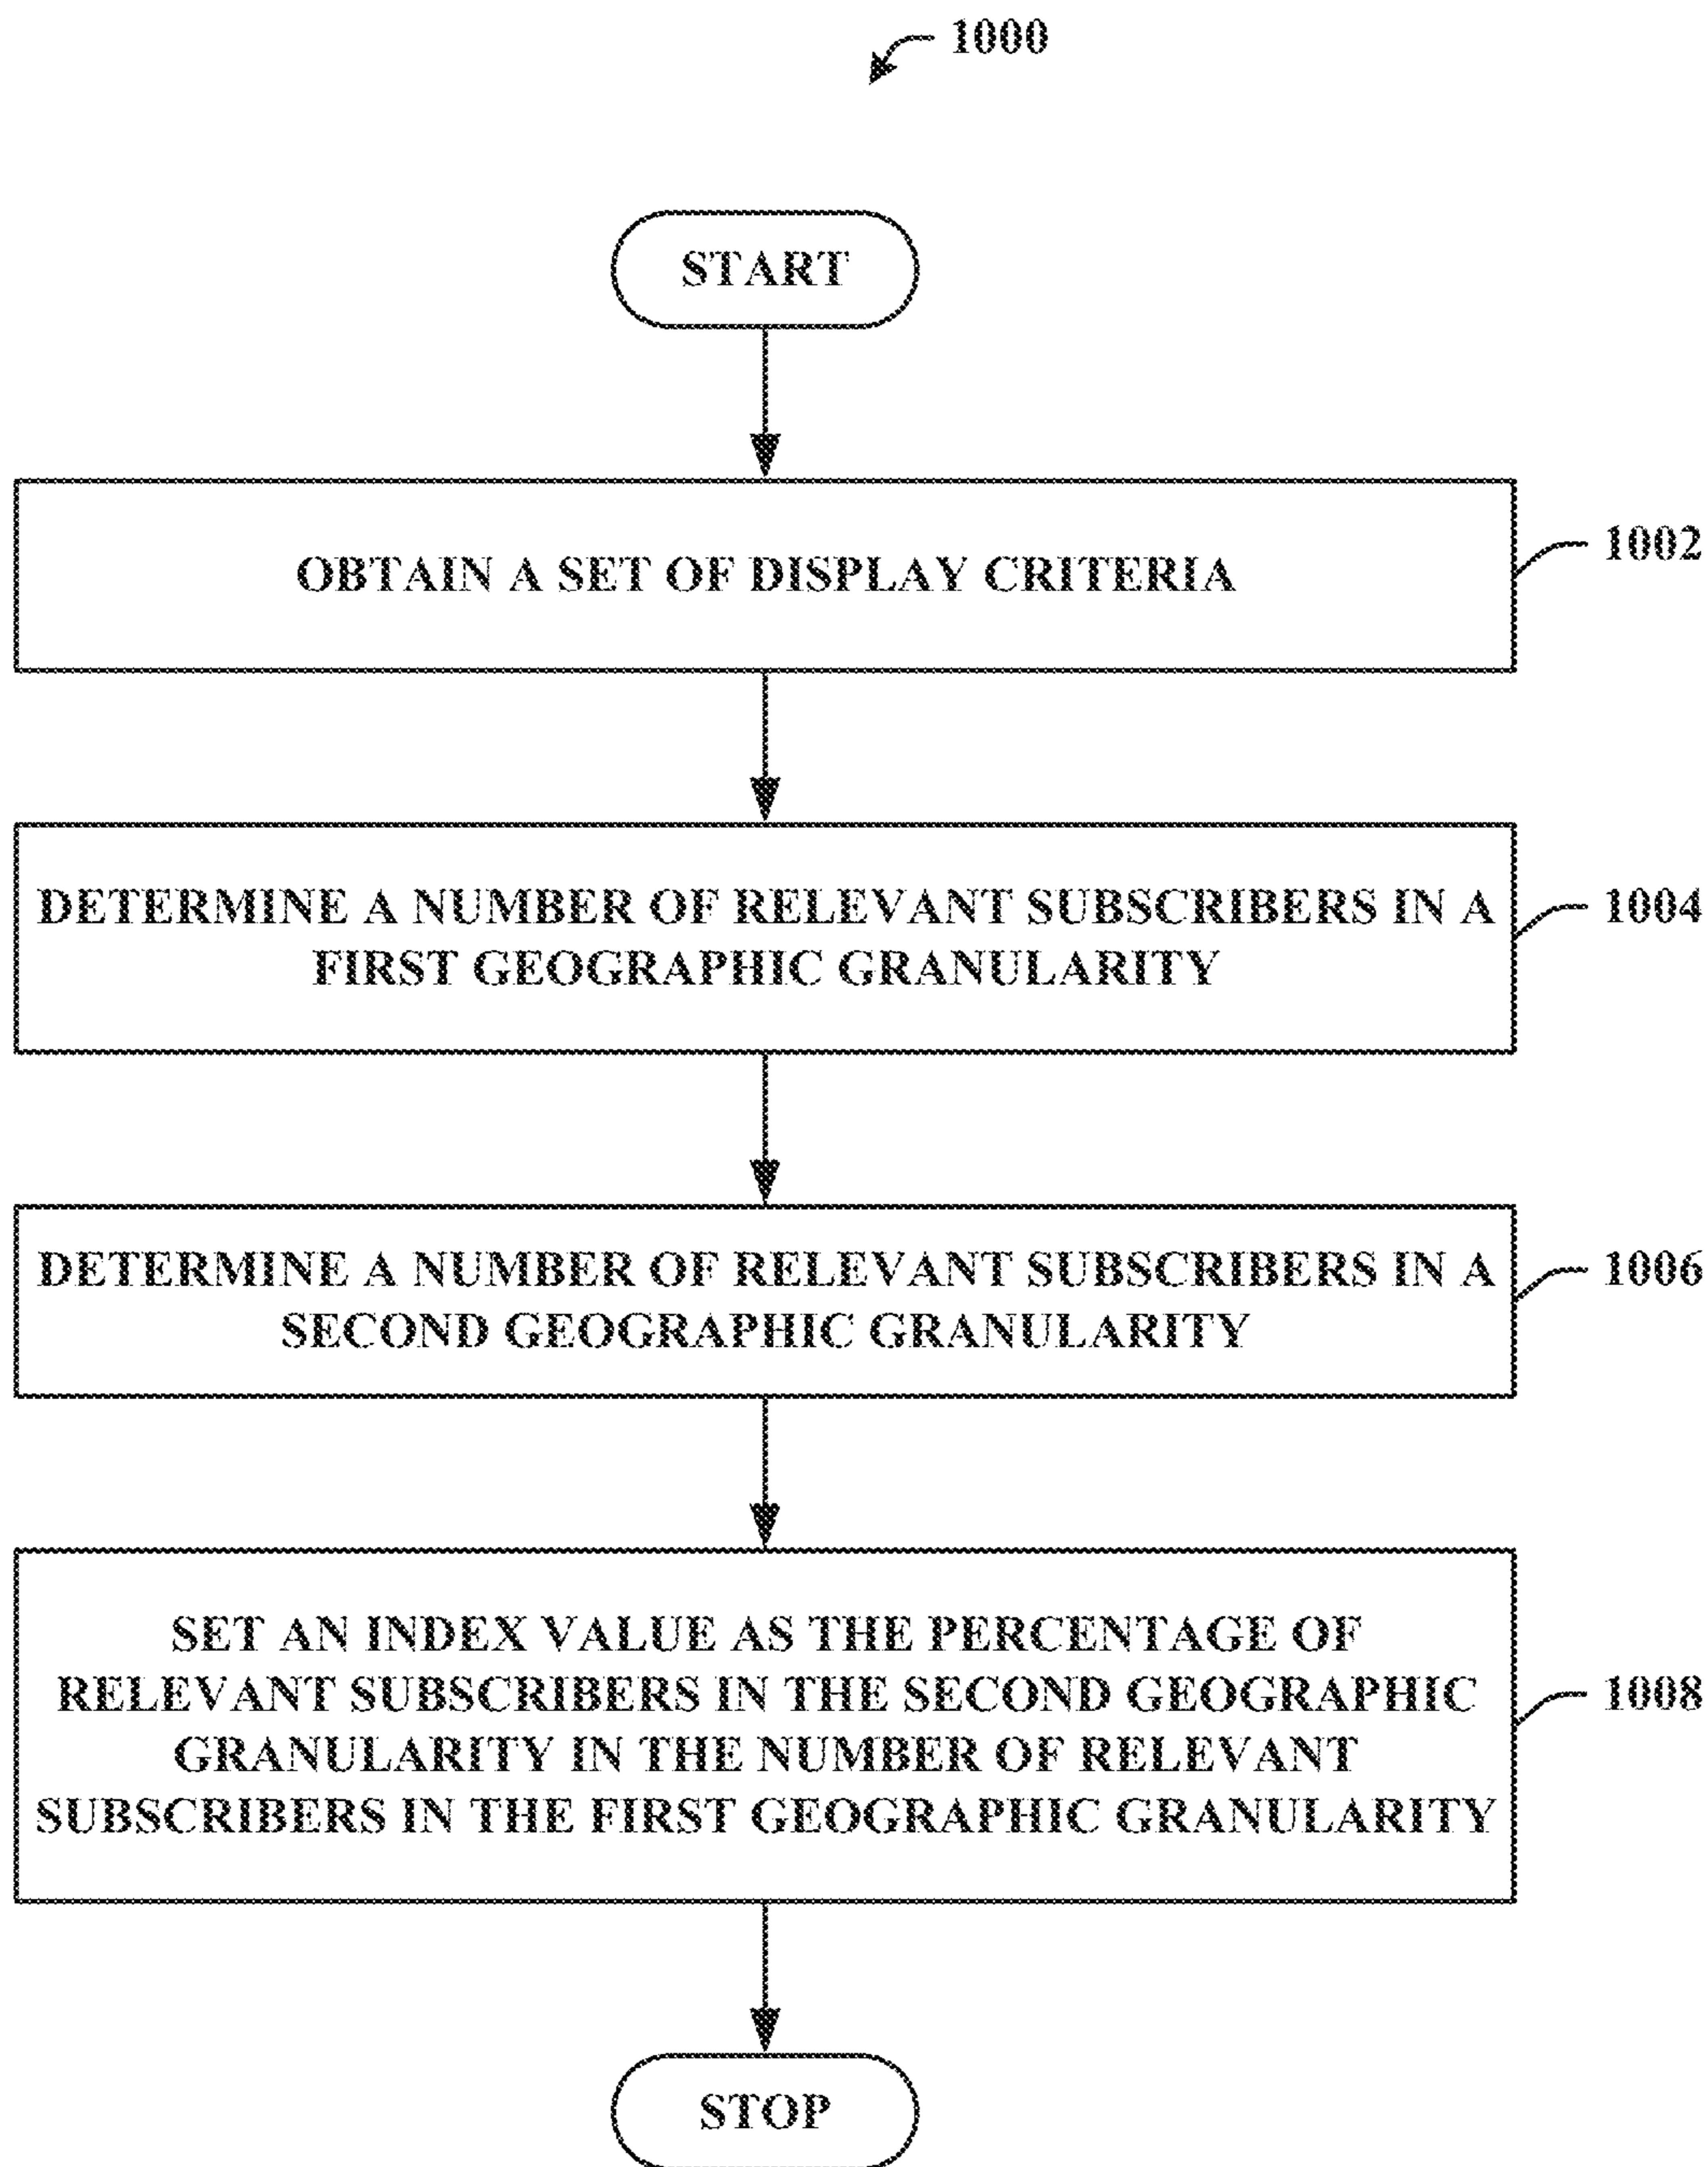 1000
START
OBTAIN A SET OF DISPLAY CRITERIA
1002
DETERMINE A NUMBER OF RELEVANT SUBSCRIBERS IN A
FIRST GEOGRAPHIC GRANULARITY
1004
DETERMINE A NUMBER OF RELEVANT SUBSCRIBERS IN A
SECOND GEOGRAPHIC GRANULARITY
1006
SET AN INDEX VALUE AS THE PERCENTAGE OF
RELEVANT SUBSCRIBERS IN THE SECOND GEOGRAPHIC
GRANULARITY IN THE NUMBER OF RELEVANT
SUBSCRIBERS IN THE FIRST GEOGRAPHIC GRANULARITY
1008
STOP